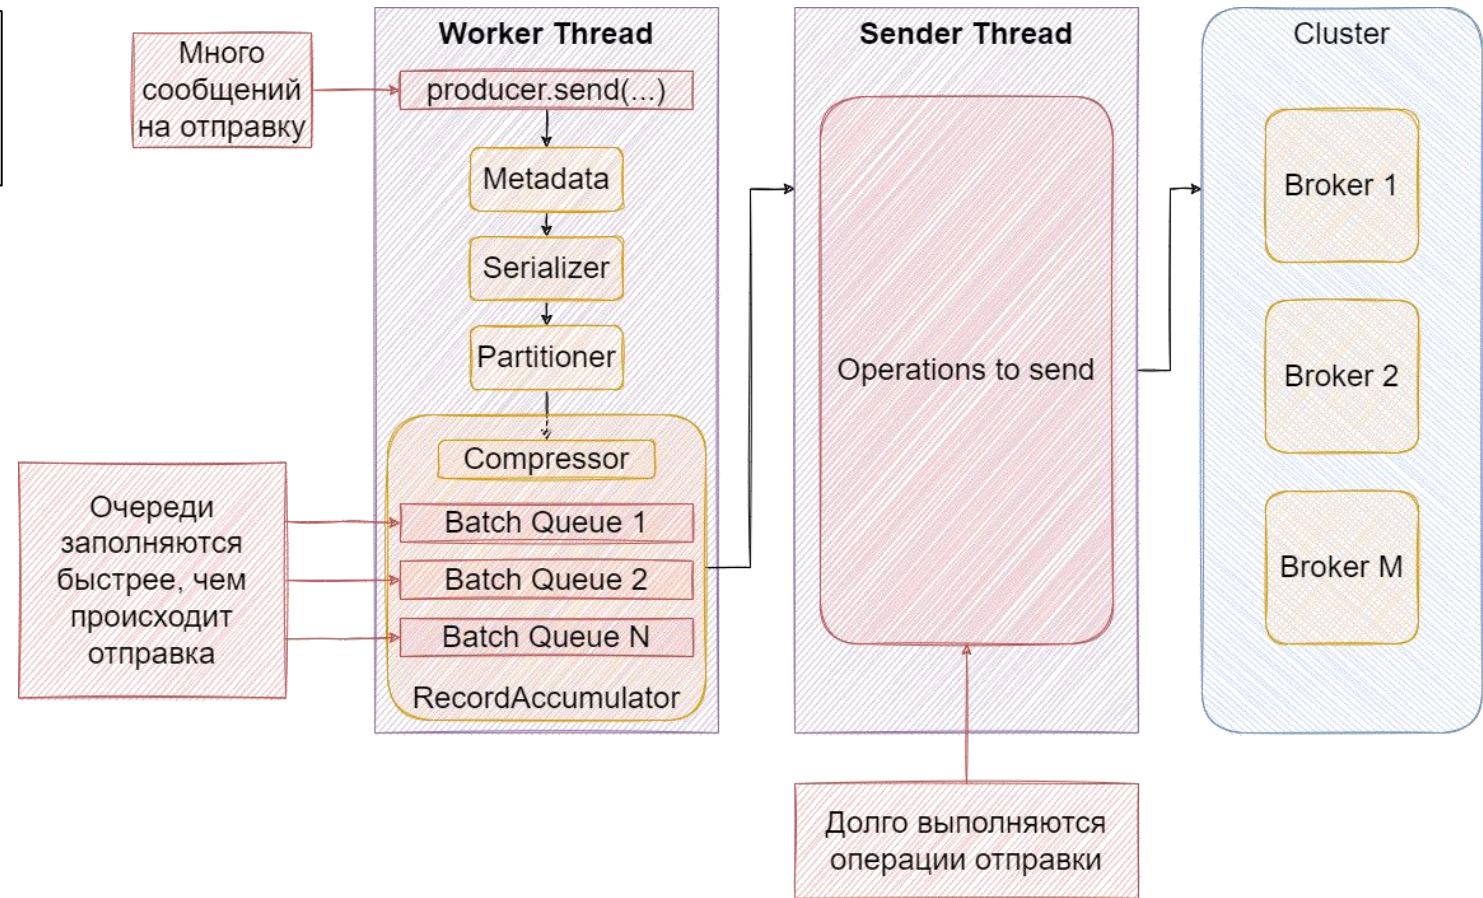 Много
сообщений
на отправку
Worker Thread
producer.send(...)
Metadata
Serializer
Partitioner
Compressor
Batch Queue 1
Batch Queue 2
Batch Queue N
RecordAccumulator
Очереди
заполняются
быстрее, чем
происходит
отправка
Sender Thread
Operations to send
Долго выполняются
операции отправки
Cluster
Broker 1
Broker 2
Broker M